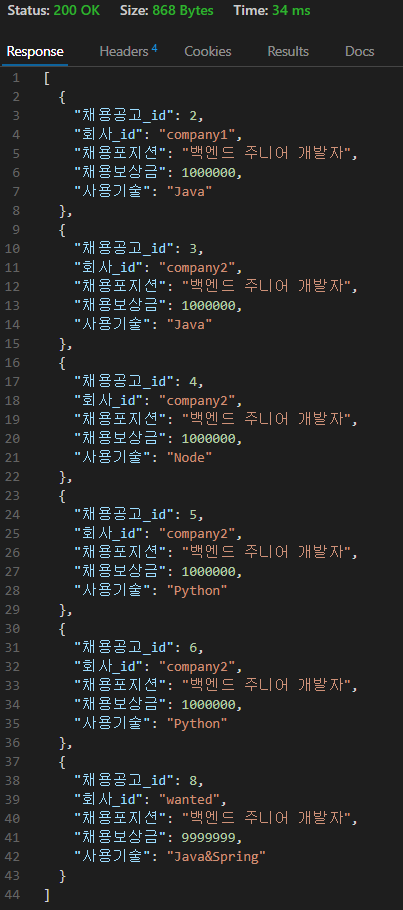 Status: 200 OK Size: 868 Bytes Time: 34 ms
Response Headers 4 Cookies Results Docs
1 [
2 {
3 "채용공고_id": 2,
4 "회사_id": "company1",
5 "채용포지션": "백엔드 주니어 개발자",
6 "채용보상금": 1000000,
7 "사용기술": "Java"
8 },
9 {
10 "채용공고_id": 3,
11 "회사_id": "company2",
12 "채용포지션": "백엔드 주니어 개발자",
13 "채용보상금": 1000000,
14 "사용기술": "Java"
15 },
16 {
17 "채용공고_id": 4,
18 "회사_id": "company2",
19 "채용포지션": "백엔드 주니어 개발자",
20 "채용보상금": 1000000,
21 "사용기술": "Node"
22 },
23 {
24 "채용공고_id": 5,
25 "회사_id": "company2",
26 "채용포지션": "백엔드 주니어 개발자",
27 "채용보상금": 1000000,
28 "사용기술": "Python"
29 },
30 {
31 "채용공고_id": 6,
32 "회사_id": "company2",
33 "채용포지션": "백엔드 주니어 개발자",
34 "채용보상금": 1000000,
35 "사용기술": "Python"
36 },
37 {
38 "채용공고_id": 8,
39 "회사_id": "wanted",
40 "채용포지션": "백엔드 주니어 개발자",
41 "채용보상금": 9999999,
42 "사용기술": "Java&Spring"
43 }
44 ]